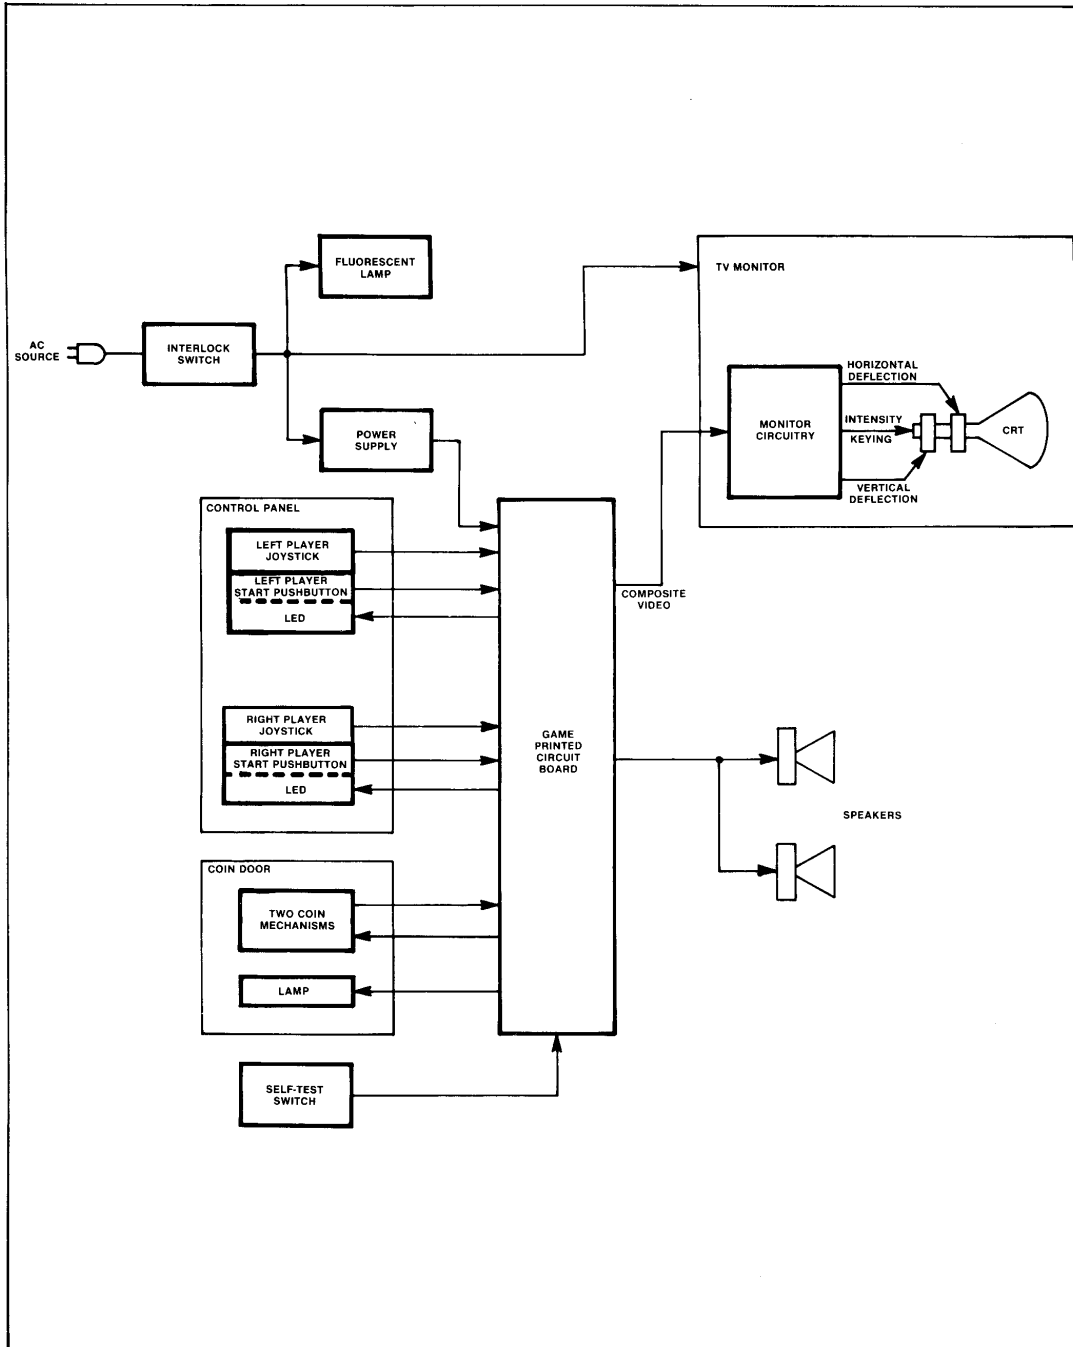 FLUORESCENT
LAMP
TV MONITOR
AC
SOURCE
INTERLOCK
SWITCH
HORIZONTAL
DEFLECTION
POWER
SUPPLY
MONITOR
CIRCUITRY
INTENSITY
KEYING
CRT
VERTICAL
DEFLECTION
CONTROL PANEL
LEFT PLAYER
JOYSTICK
LEFT PLAYER
START PUSHBUTTON
LED
COMPOSITE
VIDEO
RIGHT PLAYER
JOYSTICK
RIGHT PLAYER
START PUSHBUTTON
LED
GAME
PRINTED
CIRCUIT
BOARD
SPEAKERS
COIN DOOR
TWO COIN
MECHANISMS
LAMP
SELF-TEST
SWITCH